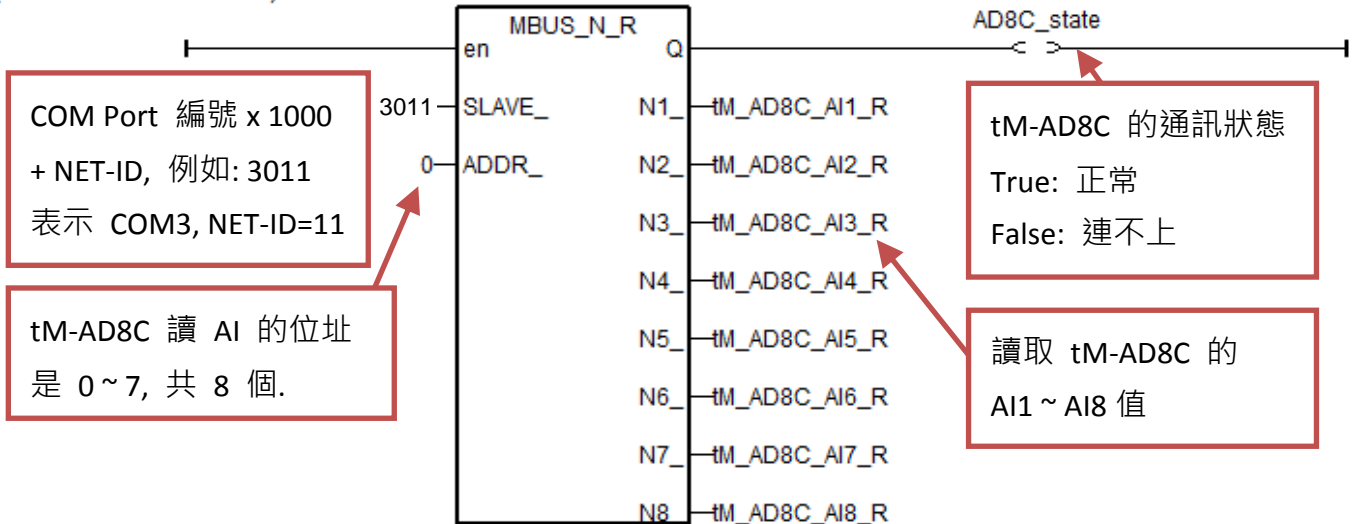 MBUS_N_R
AD8C_state
en
Q
COM Port 編號 x 1000
+ NET-ID, 例如: 3011
表示 COM3, NET-ID=11
3011
SLAVE_
N1_
tM_AD8C_AI1_R
0
ADDR_
N2_
tM_AD8C_AI2_R
N3_
tM_AD8C_AI3_R
N4_
tM_AD8C_AI4_R
N5_
tM_AD8C_AI5_R
N6_
tM_AD8C_AI6_R
N7_
tM_AD8C_AI7_R
N8
tM_AD8C_AI8_R
tM-AD8C 的通訊狀態
True: 正常
False: 連不上
tM-AD8C 讀 AI 的位址
是 0 ~ 7, 共 8 個.
讀取 tM-AD8C 的
AI1 ~ AI8 值